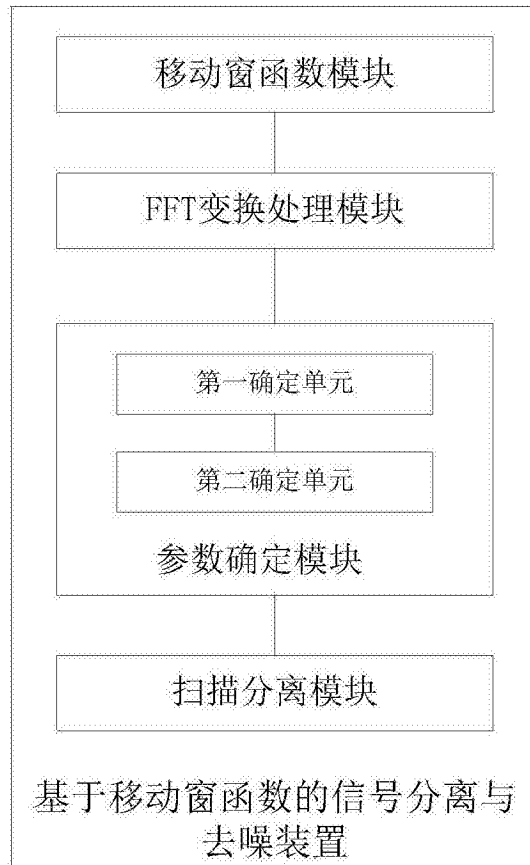 移动窗函数模块
FFT变换处理模块
第一确定单元
第二确定单元
参数确定模块
扫描分离模块
基于移动窗函数的信号分离与
去噪装置